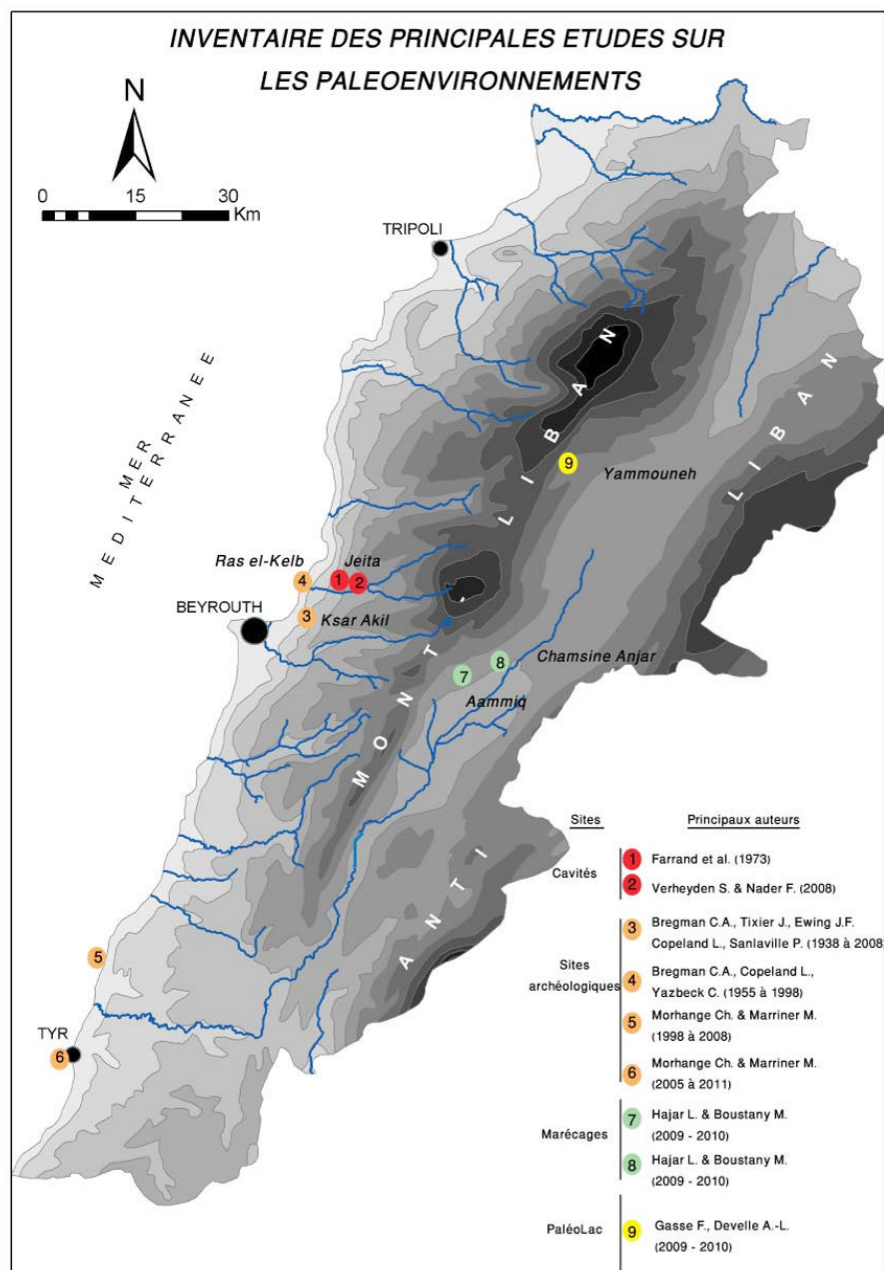 INVENTAIRE DES PRINCIPALES ETUDES SUR
LES PALEOENVIRONNEMENTS
N
0 15 30
Km
TRIPOLI
MER
MEDITERRANEE
MONT - LIBAN
ANTI LIBAN
9
Yammouneh
Ras el-Kelb
Jeita
4
1
2
BEYROUTH
3
Ksar Akil
8
Chamsine Anjar
7
Aammiq
5
TYR
6
Sites
Principaux auteurs
Cavités
1 Farrand et al. (1973)
2 Verheyden S. & Nader F. (2008)
Sites
archéologiques
3 Bregman C.A., Tixier J., Ewing J.F.
Copeland L., Sanlaville P. (1938 à 2008)
4 Bregman C.A., Copeland L.,
Yazbeck C. (1955 à 1998)
5 Morhange Ch. & Marriner M.
(1998 à 2008)
6 Morhange Ch. & Marriner M.
(2005 à 2011)
Marécages
7 Hajar L. & Boustany M.
(2009 - 2010)
8 Hajar L. & Boustany M.
(2009 - 2010)
PaléoLac
9 Gasse F., Develle A.-L.
(2009 - 2010)